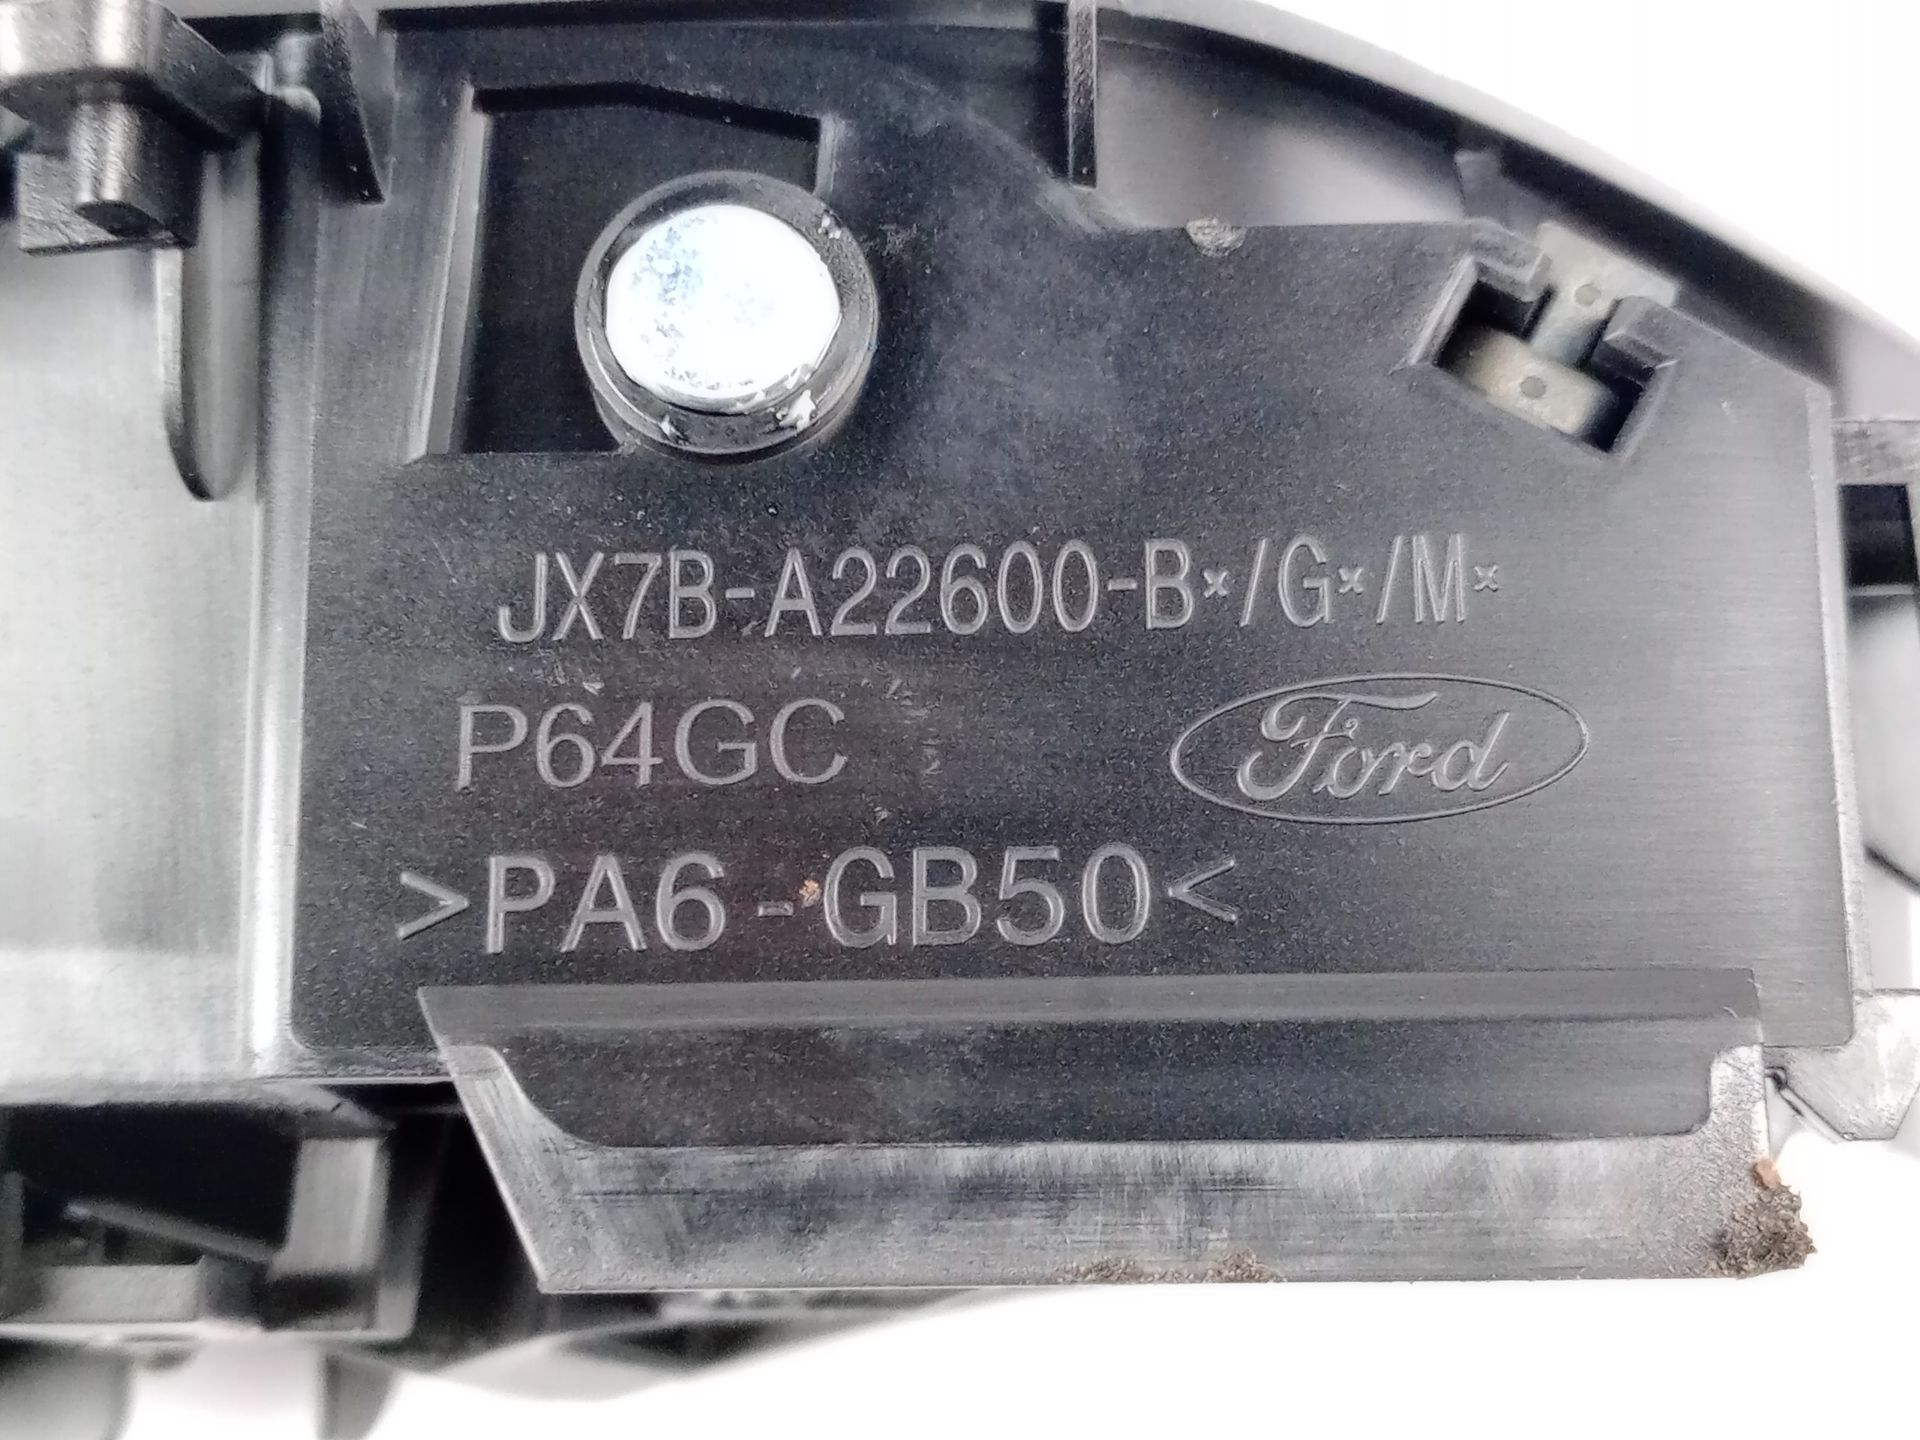 JX7B-A22600-B*/G*/M*
P64GC
Ford
>PA6-GB50<